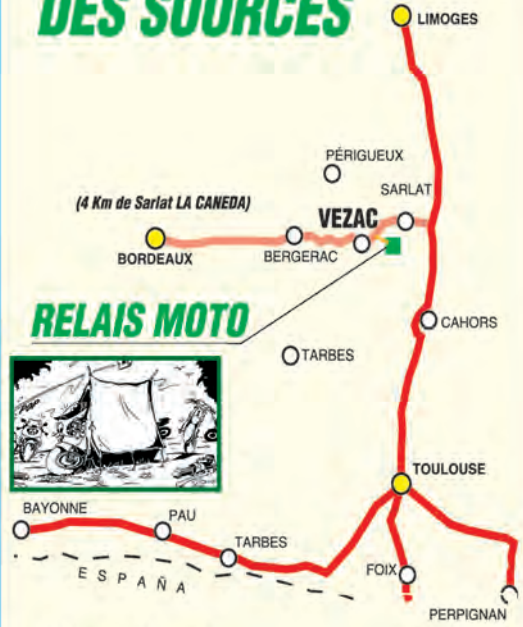 DES SOURCES
LIMOGES
PÉRIGUEUX
SARLAT
(4 Km de Sarlat LA CANEDA)
VEZAC
BORDEAUX
BERGERAC
RELAIS MOTO
CAHORS
TARBES
TOULOUSE
BAYONNE
PAU
TARBES
ESPAÑA
FOIX
PERPIGNAN